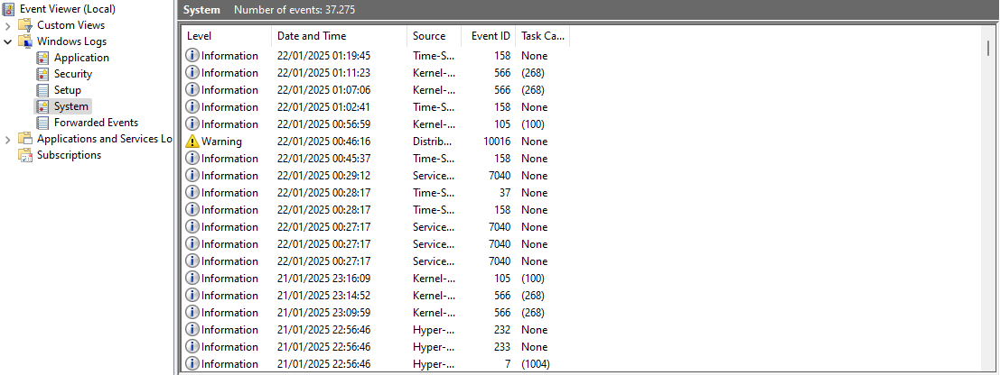 Event Viewer (Local)
Custom Views
Windows Logs
Application
Security
Setup
System
Forwarded Events
Applications and Services Lo
Subscriptions
System Number of events: 37.275
Level Date and Time Source Event ID Task Ca...
Information 22/01/2025 01:19:45 Time-S... 158 None
Information 22/01/2025 01:11:23 Kernel-... 566 (268)
Information 22/01/2025 01:07:06 Kernel-... 566 (268)
Information 22/01/2025 01:02:41 Time-S... 158 None
Information 22/01/2025 00:56:59 Kernel-... 105 (100)
Warning 22/01/2025 00:46:16 Distrib... 10016 None
Information 22/01/2025 00:45:37 Time-S... 158 None
Information 22/01/2025 00:29:12 Service... 7040 None
Information 22/01/2025 00:28:17 Time-S... 37 None
Information 22/01/2025 00:28:17 Time-S... 158 None
Information 22/01/2025 00:27:17 Service... 7040 None
Information 22/01/2025 00:27:17 Service... 7040 None
Information 22/01/2025 00:27:17 Service... 7040 None
Information 21/01/2025 23:16:09 Kernel-... 105 (100)
Information 21/01/2025 23:14:52 Kernel-... 566 (268)
Information 21/01/2025 23:09:59 Kernel-... 566 (268)
Information 21/01/2025 22:56:46 Hyper-... 232 None
Information 21/01/2025 22:56:46 Hyper-... 233 None
Information 21/01/2025 22:56:46 Hyper-... 7 (1004)